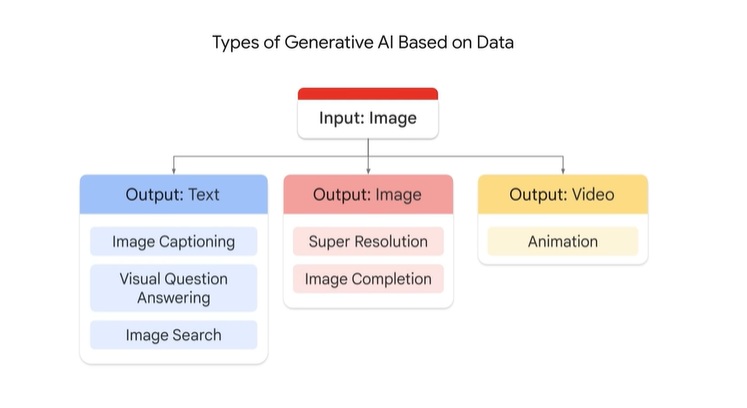 Types of Generative AI Based on Data
Input: Image
Output: Text
Image Captioning
Visual Question
Answering
Image Search
Output: Image
Super Resolution
Image Completion
Output: Video
Animation